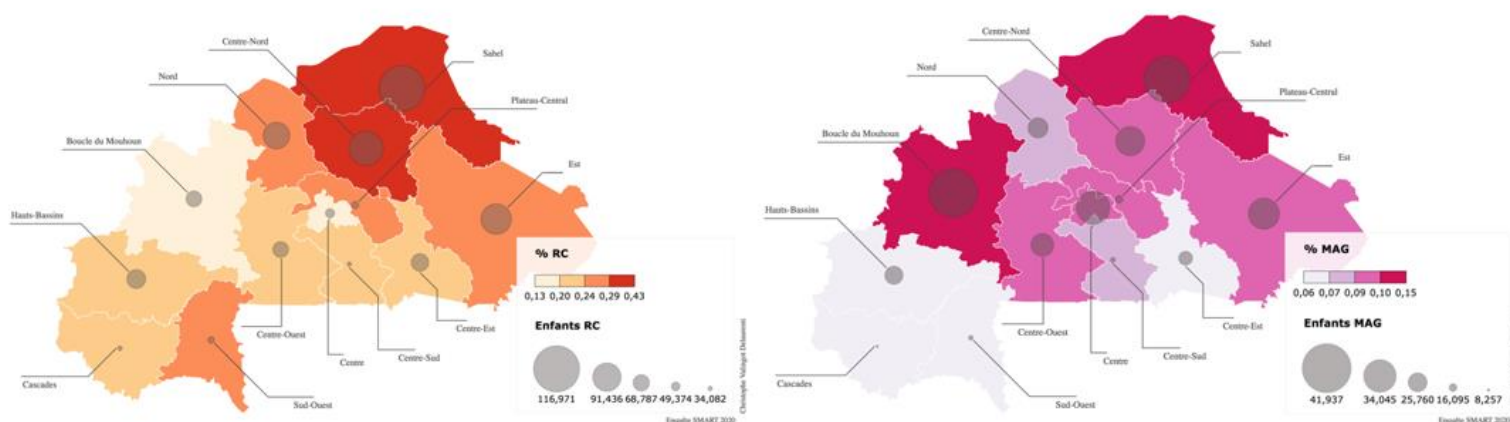 Centre-Nord
Sahel
Nord
Plateau-Central
Boucle du Mouhoun
Est
Hauts-Bassins
% RC
0,13 0,20 0,24 0,29 0,43
Enfants RC
116,971 91,436 68,787 49,374 34,082
Centre-Ouest
Centre-Est
Centre
Centre-Sud
Cascades
Sud-Ouest
Enquête SMART 2020
Centre-Nord
Sahel
Nord
Plateau-Central
Boucle du Mouhoun
Est
Hauts-Bassins
% MAG
0,06 0,07 0,09 0,10 0,15
Enfants MAG
41,937 34,045 25,760 16,095 8,257
Centre-Ouest
Centre-Est
Centre
Centre-Sud
Cascades
Sud-Ouest
Enquête SMART 2020